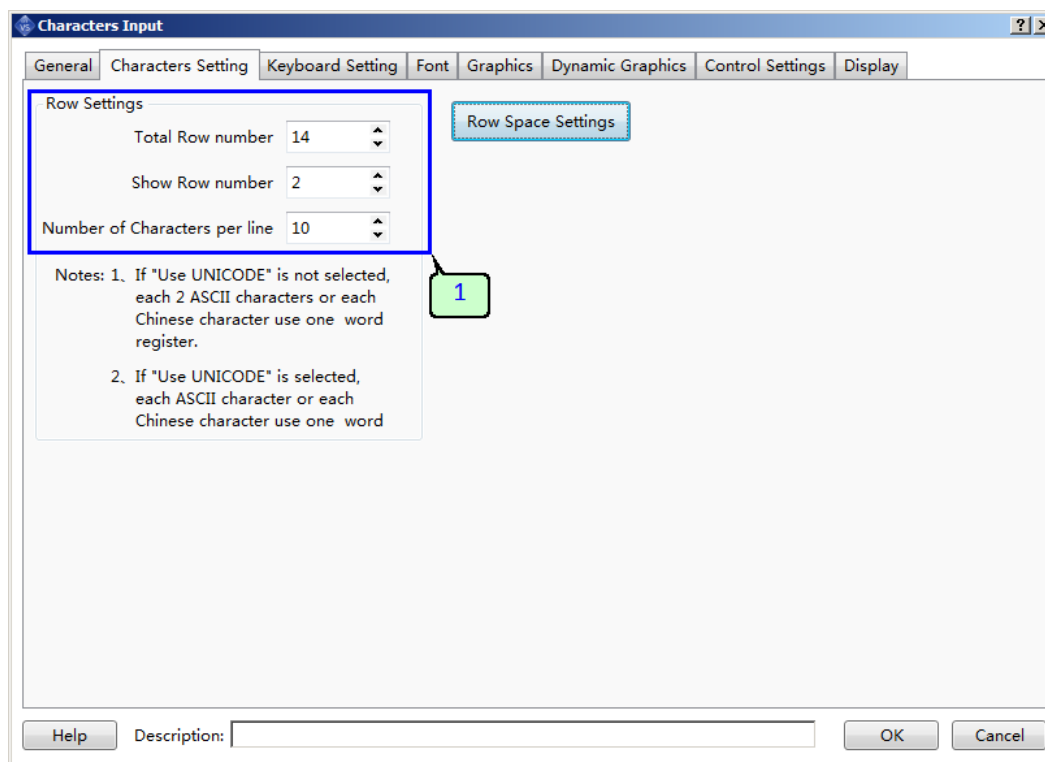 Characters Input
General Characters Setting Keyboard Setting Font Graphics Dynamic Graphics Control Settings Display
Row Settings
Row Space Settings
Total Row number 14
Show Row number 2
Number of Characters per line 10
1
Notes: 1、If "Use UNICODE" is not selected,
each 2 ASCII characters or each
Chinese character use one word
register.
2、If "Use UNICODE" is selected,
each ASCII character or each
Chinese character use one word
Help Description: OK Cancel